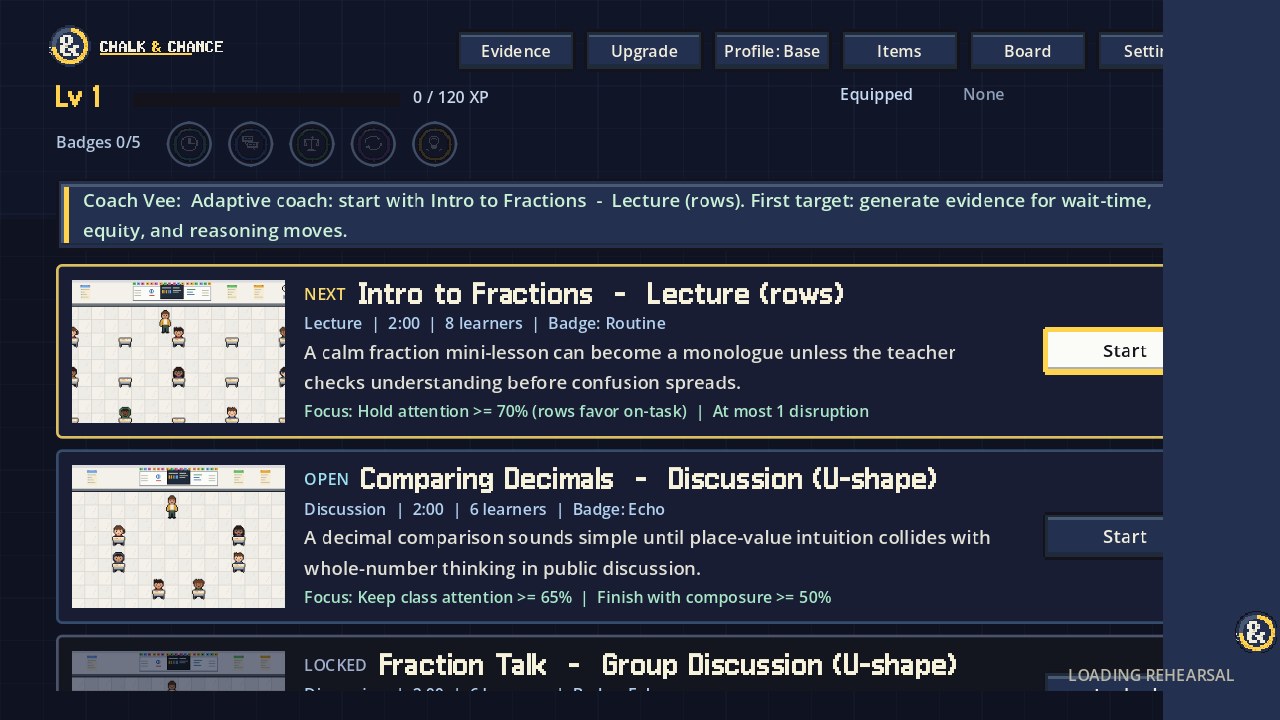 & CHALK & CHANCE
Evidence
Upgrade
Profile: Base
Items
Board
Lv 1
0 / 120 XP
Equipped
None
Badges 0/5
Coach Vee: Adaptive coach: start with Intro to Fractions - Lecture (rows). First target: generate evidence for wait-time,
equity, and reasoning moves.
NEXT Intro to Fractions - Lecture (rows)
Lecture | 2:00 | 8 learners | Badge: Routine
A calm fraction mini-lesson can become a monologue unless the teacher
checks understanding before confusion spreads.
Focus: Hold attention >= 70% (rows favor on-task) | At most 1 disruption
Start
OPEN Comparing Decimals - Discussion (U-shape)
Discussion | 2:00 | 6 learners | Badge: Echo
A decimal comparison sounds simple until place-value intuition collides with
whole-number thinking in public discussion.
Focus: Keep class attention >= 65% | Finish with composure >= 50%
Start
LOCKED Fraction Talk - Group Discussion (U-shape)
&
LOADING REHEARSAL